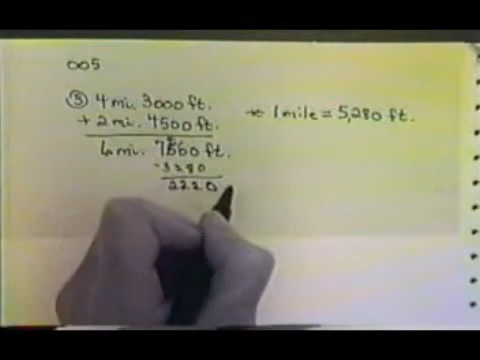 005
⑤ 4 mi. 3000 ft.
* 1 mile = 5,280 ft.
+ 2 mi. 4500 ft.
6 mi. 7500 ft.
-5280
2220